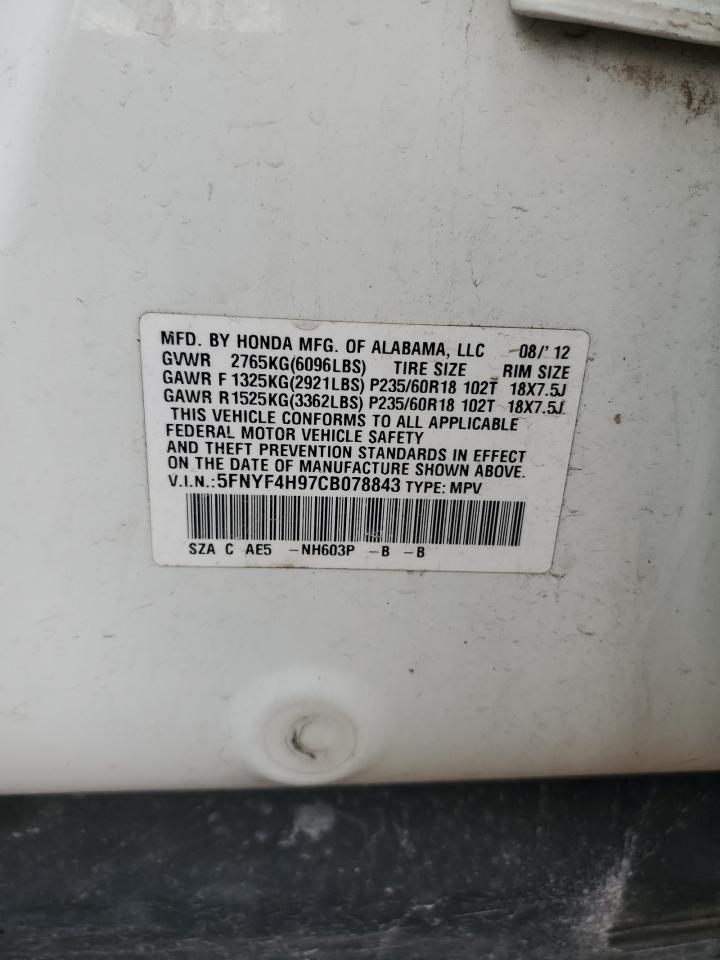 MFD. BY HONDA MFG. OF ALABAMA, LLC 08/'12
GVWR 2765KG(6096LBS) TIRE SIZE RIM SIZE
GAWR F 1325KG(2921LBS) P235/60R18 102T 18X7.5J
GAWR R1525KG(3362LBS) P235/60R18 102T 18X7.5J
THIS VEHICLE CONFORMS TO ALL APPLICABLE
FEDERAL MOTOR VEHICLE SAFETY
AND THEFT PREVENTION STANDARDS IN EFFECT
ON THE DATE OF MANUFACTURE SHOWN ABOVE.
V.I.N.:5FNYF4H97CB078843 TYPE: MPV
SZA C AE5 -NH603P -B -B